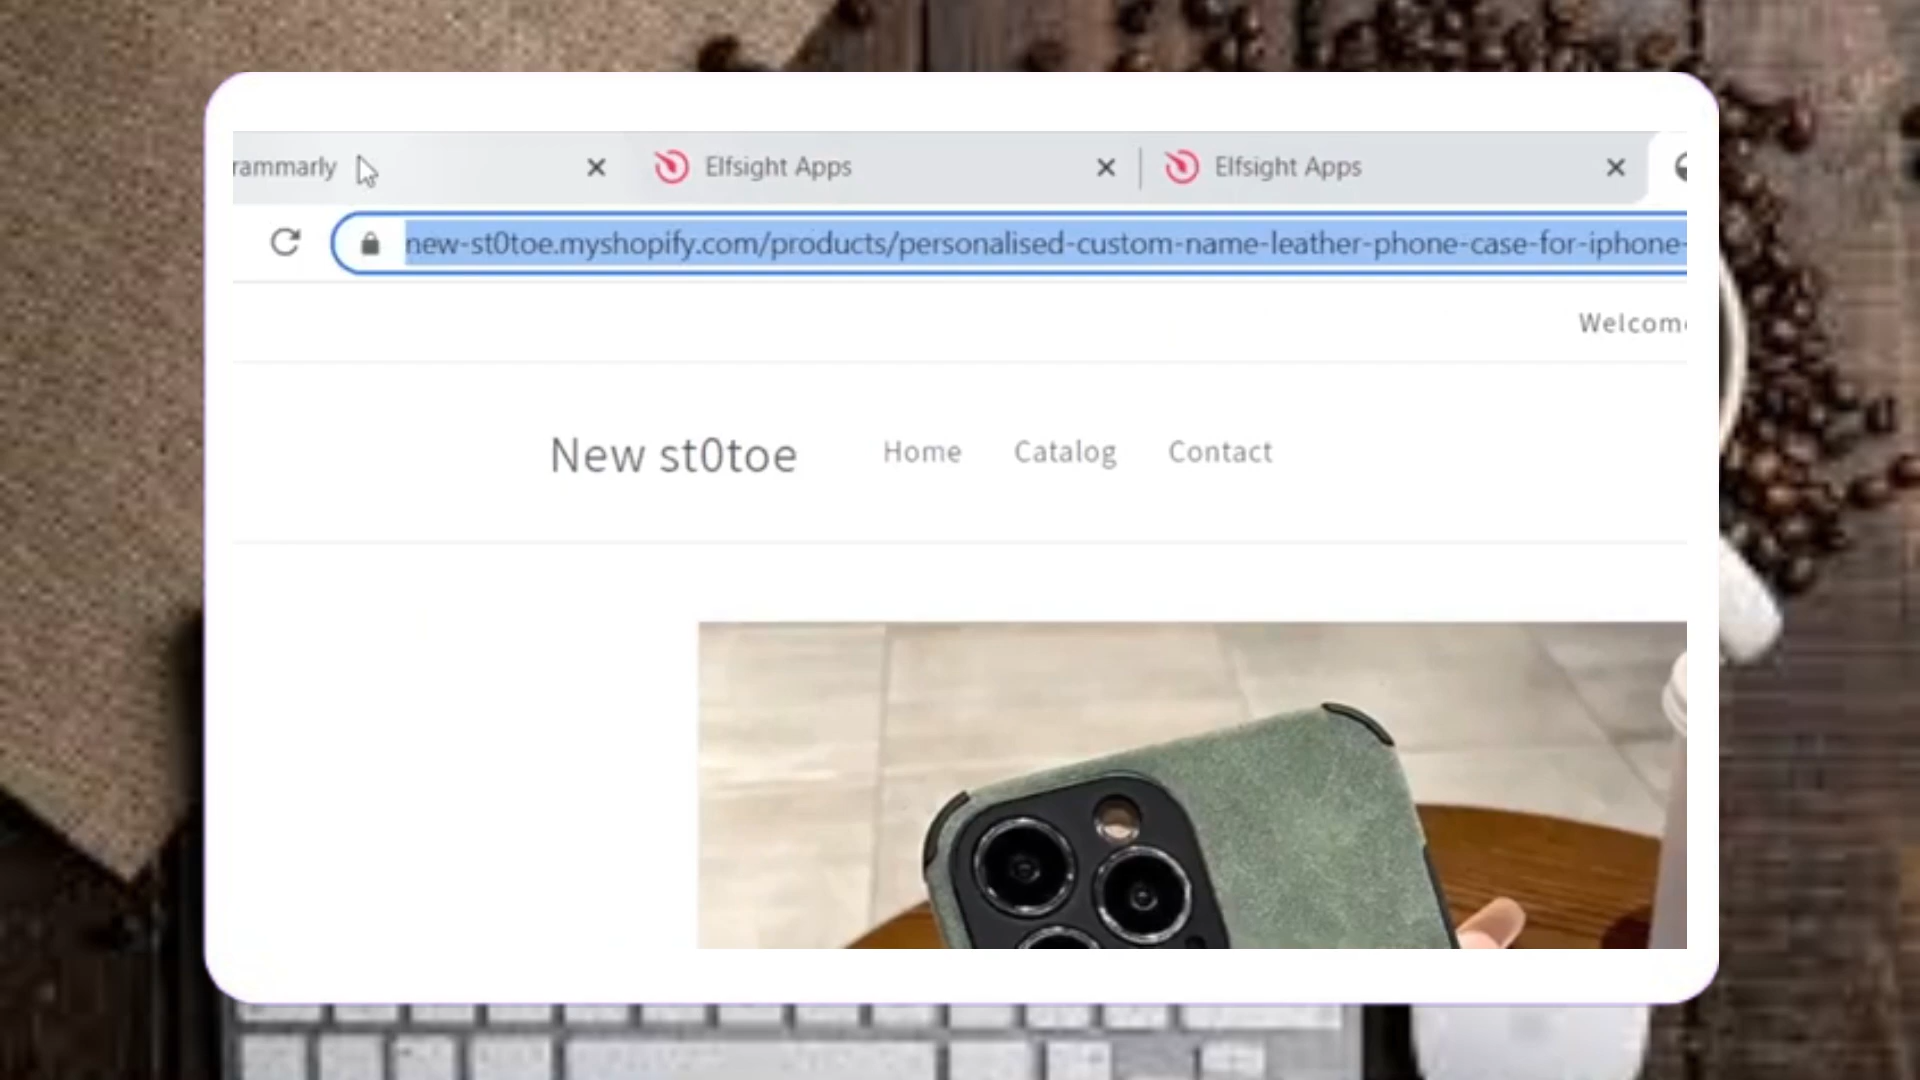 rammarly
Elfsight Apps
Elfsight Apps
new-st0toe.myshopify.com/products/personalised-custom-name-leather-phone-case-for-iphone-
Welcome
New st0toe
Home
Catalog
Contact